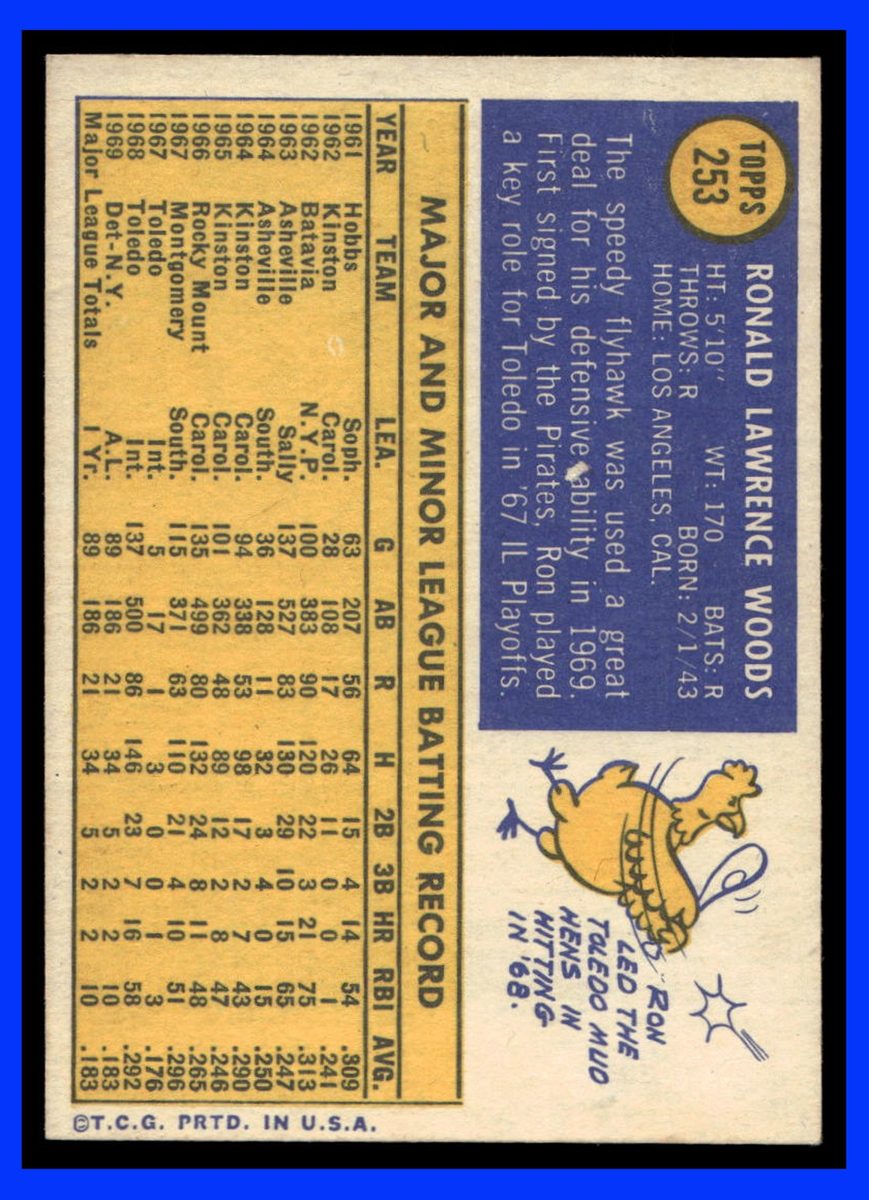 TOPPS
253
RONALD LAWRENCE WOODS
HT: 5'10" WT: 170 BATS: R
THROWS: R BORN: 2/1/43
HOME: LOS ANGELES, CAL.
The speedy flyhawk was used a great
deal for his defensive ability in 1969.
First signed by the Pirates, Ron played
a key role for Toledo in '67 IL Playoffs.
RON
LED THE
TOLEDO MUD
HENS IN
HITTING
IN '68.
MAJOR AND MINOR LEAGUE BATTING RECORD
YEAR TEAM LEA. G AB R H 2B 3B HR RBI AVG.
1961 Hobbs Soph. 63 207 56 64 15 4 14 54 .309
1962 Kinston Carol. 28 108 17 26 11 0 0 1 .241
1962 Batavia N.Y.P. 100 383 90 120 22 3 21 75 .313
1963 Asheville Sally 137 527 83 130 29 10 15 65 .247
1964 Asheville South. 36 128 11 32 3 4 0 15 .250
1964 Kinston Carol. 94 338 53 98 17 2 7 43 .290
1965 Kinston Carol. 101 362 48 89 12 2 8 47 .246
1966 Rocky Mount Carol. 135 499 80 132 24 8 11 48 .265
1967 Montgomery South. 115 371 63 110 21 4 10 51 .296
1967 Toledo Int. 5 17 1 3 0 0 1 3 .176
1968 Toledo Int. 137 500 86 146 23 7 16 58 .292
1969 Det-N.Y. A.L. 89 186 21 34 5 2 2 10 .183
Major League Totals 1 Yr. 89 186 21 34 5 2 2 10 .183
©T.C.G. PRTD. IN U.S.A.